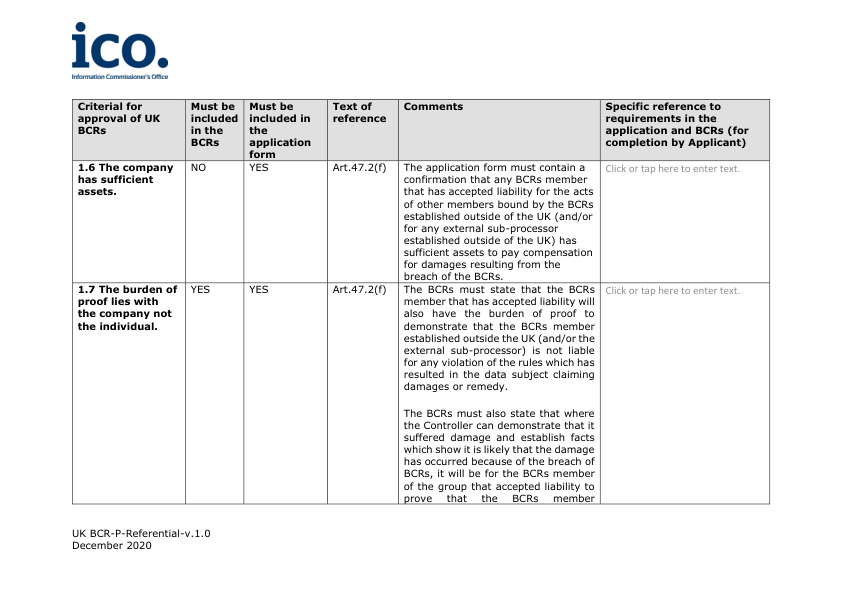 ico.
Information Commissioner's Office
Criterial for approval of UK BCRs
Must be included in the BCRs
Must be included in the application form
Text of reference
Comments
Specific reference to requirements in the application and BCRs (for completion by Applicant)
1.6 The company
has sufficient
assets.
NO
YES
Art.47.2(f)
The application form must contain a
confirmation that any BCRs member
that has accepted liability for the acts
of other members bound by the BCRs
established outside of the UK (and/or
for any external sub-processor
established outside of the UK) has
sufficient assets to pay compensation
for damages resulting from the
breach of the BCRs.
Click or tap here to enter text.
1.7 The burden of
proof lies with
the company not
the individual.
YES
YES
Art.47.2(f)
The BCRs must state that the BCRs
member that has accepted liability will
also have the burden of proof to
demonstrate that the BCRs member
established outside the UK (and/or the
external sub-processor) is not liable
for any violation of the rules which has
resulted in the data subject claiming
damages or remedy.
The BCRs must also state that where
the Controller can demonstrate that it
suffered damage and establish facts
which show it is likely that the damage
has occurred because of the breach of
BCRs, it will be for the BCRs member
of the group that accepted liability to
prove that the BCRs member
Click or tap here to enter text.
UK BCR-P-Referential-v.1.0
December 2020